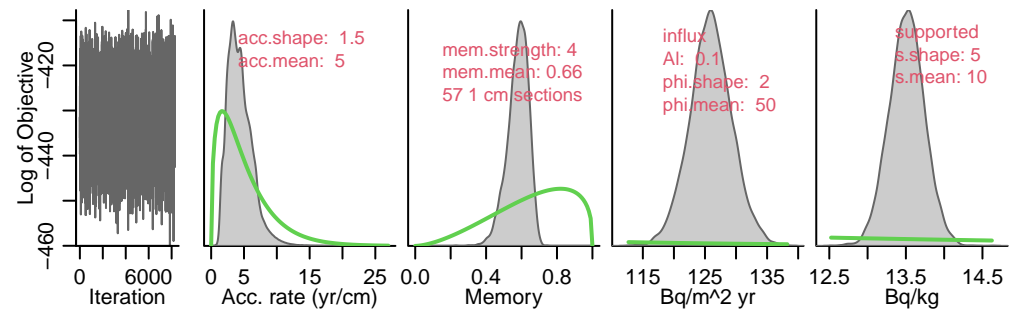 Log of Objective
−460
−440
−420
0
6000
Iteration
acc.shape: 1.5
acc.mean: 5
0
5
15
25
Acc. rate (yr/cm)
mem.strength: 4
mem.mean: 0.66
57 1 cm sections
0.0
0.4
0.8
Memory
influx
Al: 0.1
phi.shape: 2
phi.mean: 50
115
125
135
Bq/m^2 yr
supported
s.shape: 5
s.mean: 10
12.5
13.5
14.5
Bq/kg